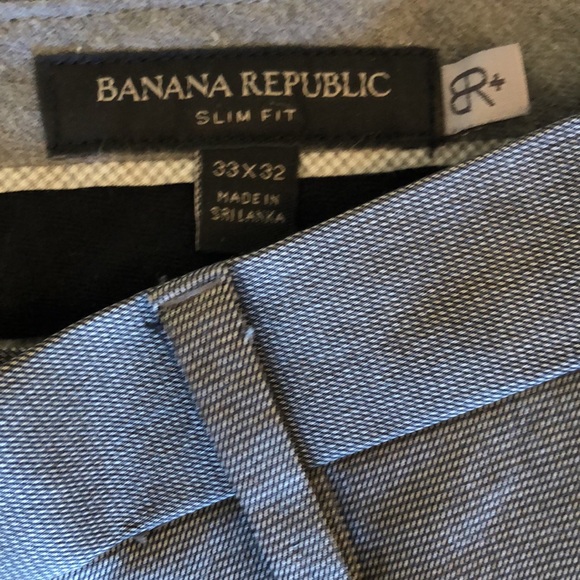 BANANA REPUBLIC
SLIM FIT
BR+
33X32
MADE IN
SRI LANKA